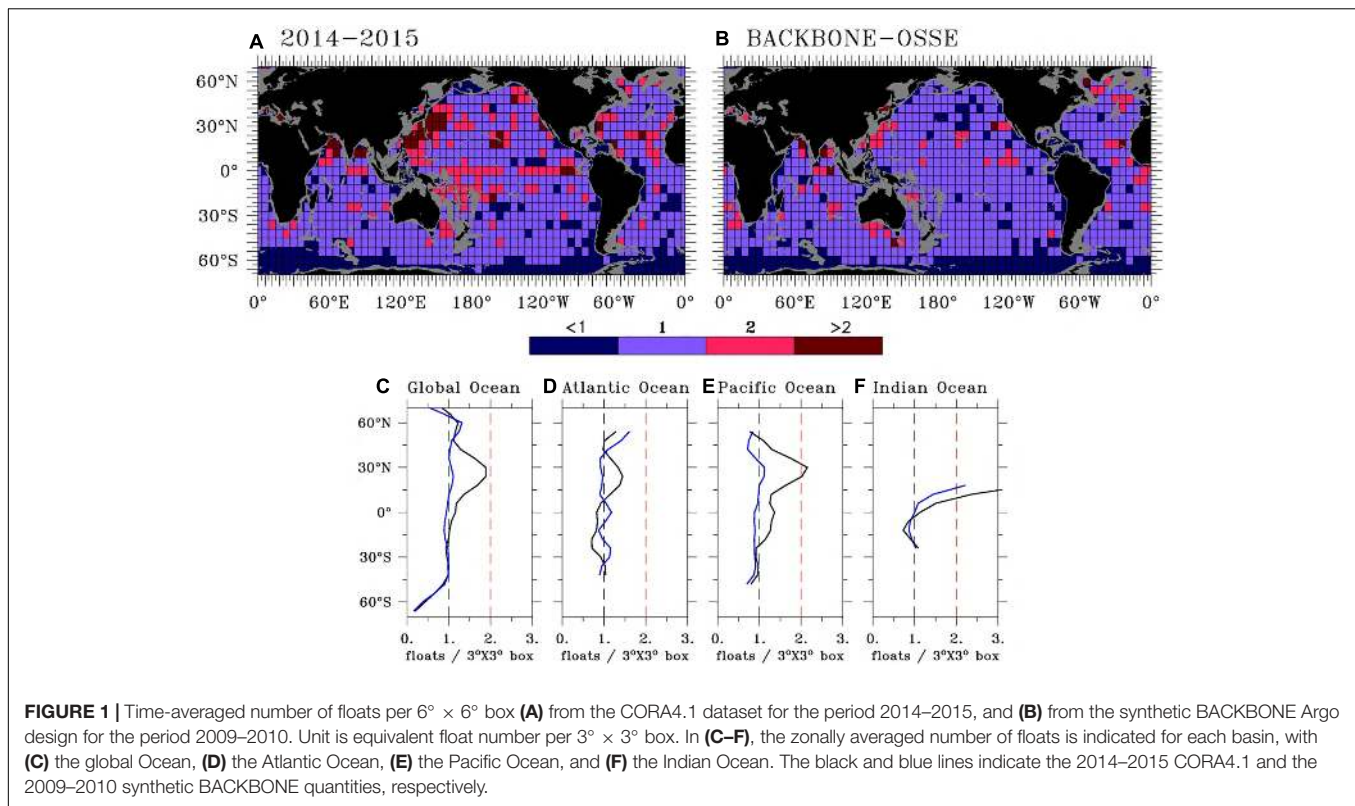 A 2014–2015
B BACKBONE–OSSE
60°N
30°N
0°
30°S
60°S
0° 60°E 120°E 180° 120°W 60°W 0°
0° 60°E 120°E 180° 120°W 60°W 0°
<1 1 2 >2
C Global Ocean
D Atlantic Ocean
E Pacific Ocean
F Indian Ocean
60°N
30°N
0°
30°S
60°S
0. 1. 2. 3.
0. 1. 2. 3.
0. 1. 2. 3.
0. 1. 2. 3.
floats / 3°X3° box
floats / 3°X3° box
floats / 3°X3° box
floats / 3°X3° box
FIGURE 1 | Time-averaged number of floats per 6° × 6° box (A) from the CORA4.1 dataset for the period 2014–2015, and (B) from the synthetic BACKBONE Argo
design for the period 2009–2010. Unit is equivalent float number per 3° × 3° box. In (C–F), the zonally averaged number of floats is indicated for each basin, with
(C) the global Ocean, (D) the Atlantic Ocean, (E) the Pacific Ocean, and (F) the Indian Ocean. The black and blue lines indicate the 2014–2015 CORA4.1 and the
2009–2010 synthetic BACKBONE quantities, respectively.